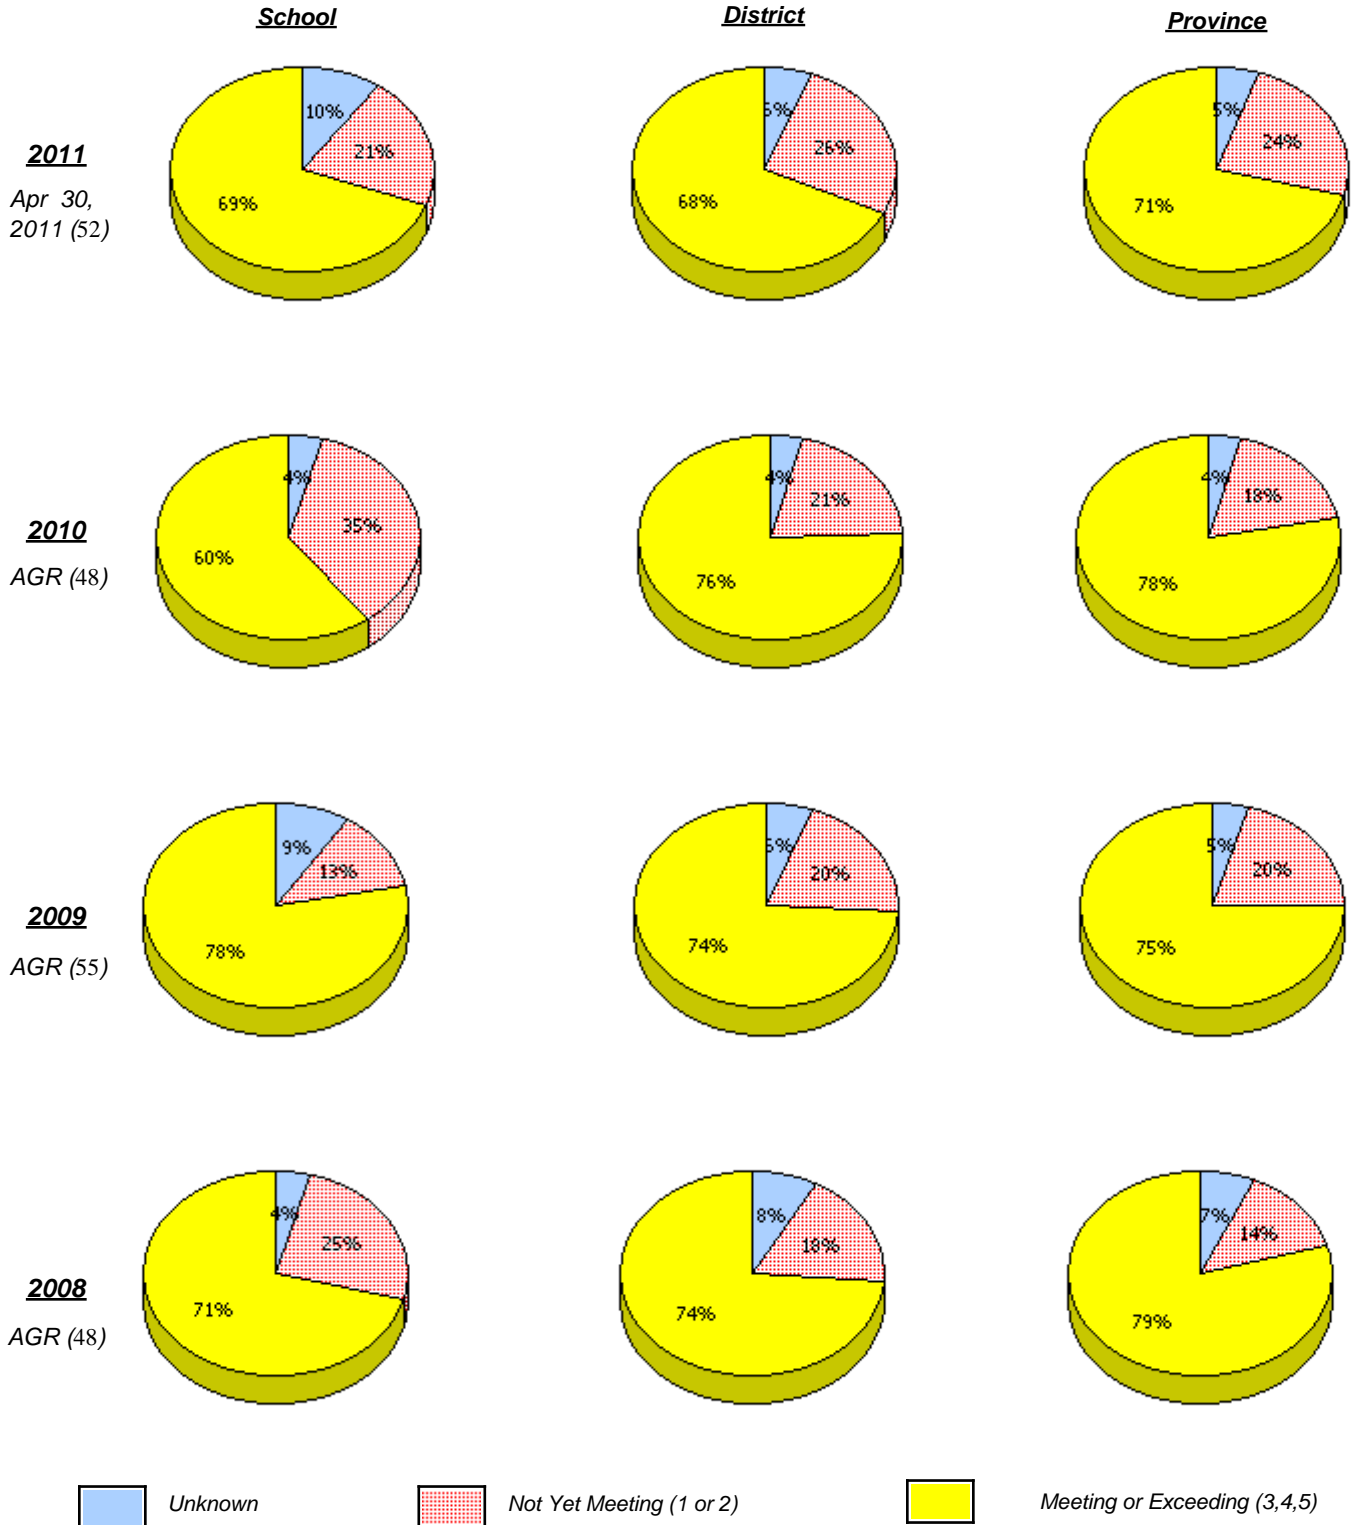 School District Province
10% 6% 5%
21% 26% 24%
2011
Apr 30,
2011 (52)
69% 68% 71%
4% 4% 4%
35% 21% 18%
2010
AGR (48)
60% 76% 78%
9% 6% 5%
13% 20% 20%
2009
AGR (55)
78% 74% 75%
4% 8% 7%
25% 18% 14%
2008
AGR (48)
71% 74% 79%
Unknown Not Yet Meeting (1 or 2) Meeting or Exceeding (3,4,5)